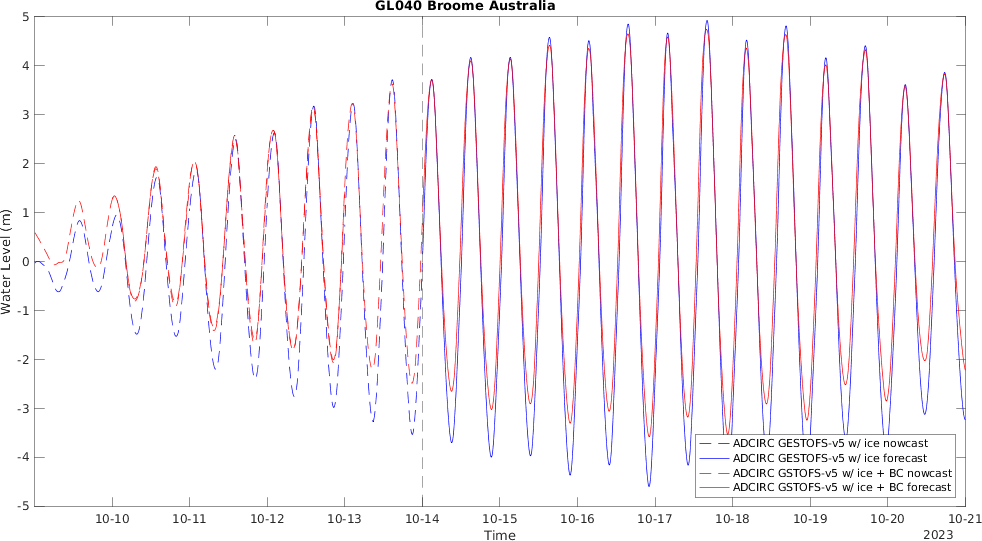 GL040 Broome Australia
5
4
3
2
1
0
-1
-2
-3
-4
-5
Water Level (m)
ADCIRC GESTOFS-v5 w/ ice nowcast
ADCIRC GESTOFS-v5 w/ ice forecast
ADCIRC GSTOFS-v5 w/ ice + BC nowcast
ADCIRC GSTOFS-v5 w/ ice + BC forecast
10-10 10-11 10-12 10-13 10-14 10-15 10-16 10-17 10-18 10-19 10-20 10-21
Time
2023